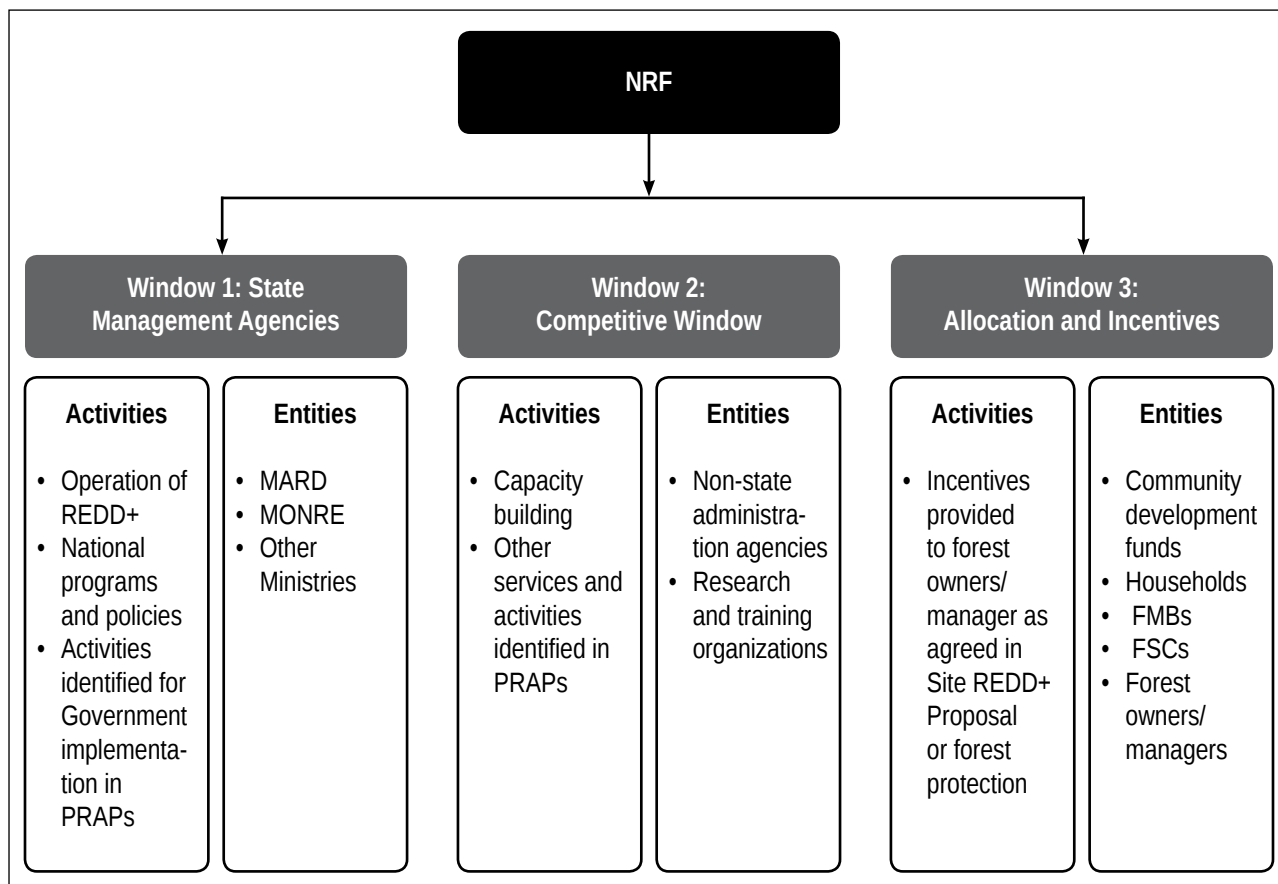 NRF
Window 1: State
Management Agencies
Activities
• Operation of
REDD+
• National
programs
and policies
• Activities
identified for
Government
implementa-
tion in
PRAPs
Entities
• MARD
• MONRE
• Other
Ministries
Window 2:
Competitive Window
Activities
• Capacity
building
• Other
services and
activities
identified in
PRAPs
Entities
• Non-state
administra-
tion agencies
• Research
and training
organizations
Window 3:
Allocation and Incentives
Activities
• Incentives
provided
to forest
owners/
manager as
agreed in
Site REDD+
Proposal
or forest
protection
Entities
• Community
development
funds
• Households
• FMBs
• FSCs
• Forest
owners/
managers